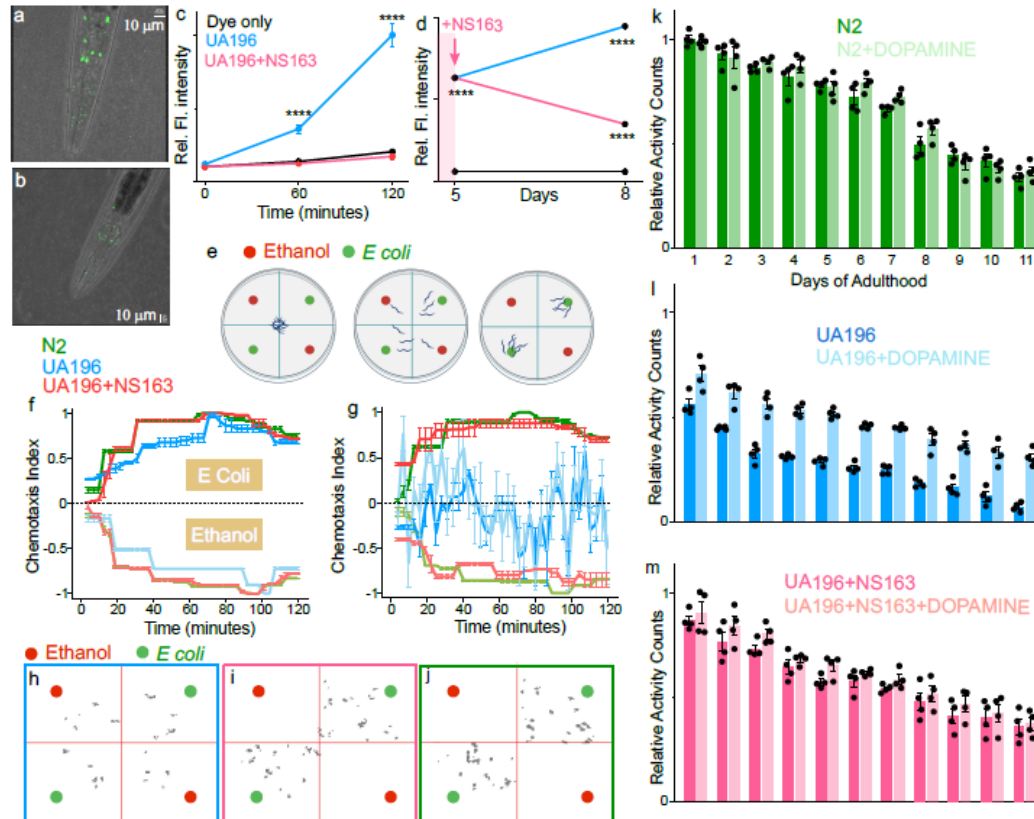 a
10 μm
b
10 μm
c
Dye only
UA196
UA196+NS163
****
****
Rel. Fl. intensity
0
60
120
Time (minutes)
d
+NS163
****
****
****
Rel. Fl. intensity
5
8
Days
e
Ethanol
E coli
N2
UA196
UA196+NS163
f
Chemotaxis Index
1
0.5
0
-0.5
-1
E Coli
Ethanol
0
20
40
60
80
100
120
Time (minutes)
g
Chemotaxis Index
1
0.5
0
-0.5
-1
0
20
40
60
80
100
120
Time (minutes)
Ethanol
E coli
h
i
j
k
N2
N2+DOPAMINE
Relative Activity Counts
1
0
1
2
3
4
5
6
7
8
9
10
11
Days of Adulthood
l
UA196
UA196+DOPAMINE
Relative Activity Counts
1
0
m
UA196+NS163
UA196+NS163+DOPAMINE
Relative Activity Counts
1
0